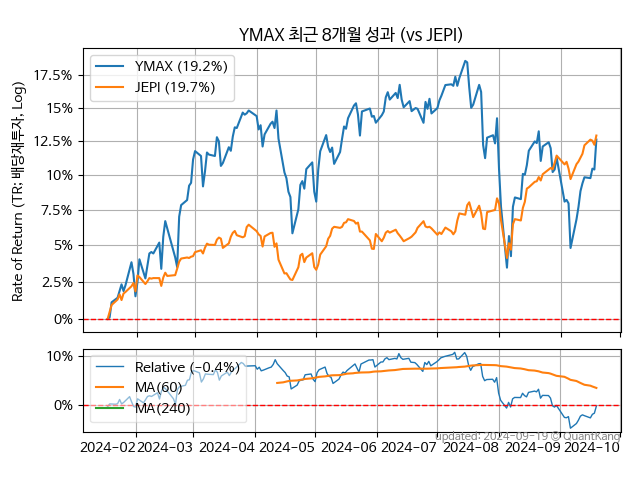 YMAX 최근 8개월 성과 (vs JEPI)
YMAX (19.2%)
JEPI (19.7%)
Rate of Return (TR: 배당재투자, Log)
17.5%
15%
12.5%
10%
7.5%
5%
2.5%
0%
Relative (−0.4%)
MA(60)
MA(240)
10%
0%
2024-02
2024-03
2024-04
2024-05
2024-06
2024-07
2024-08
2024-09
2024-10
updated: 2024-09-19 © QuantKang